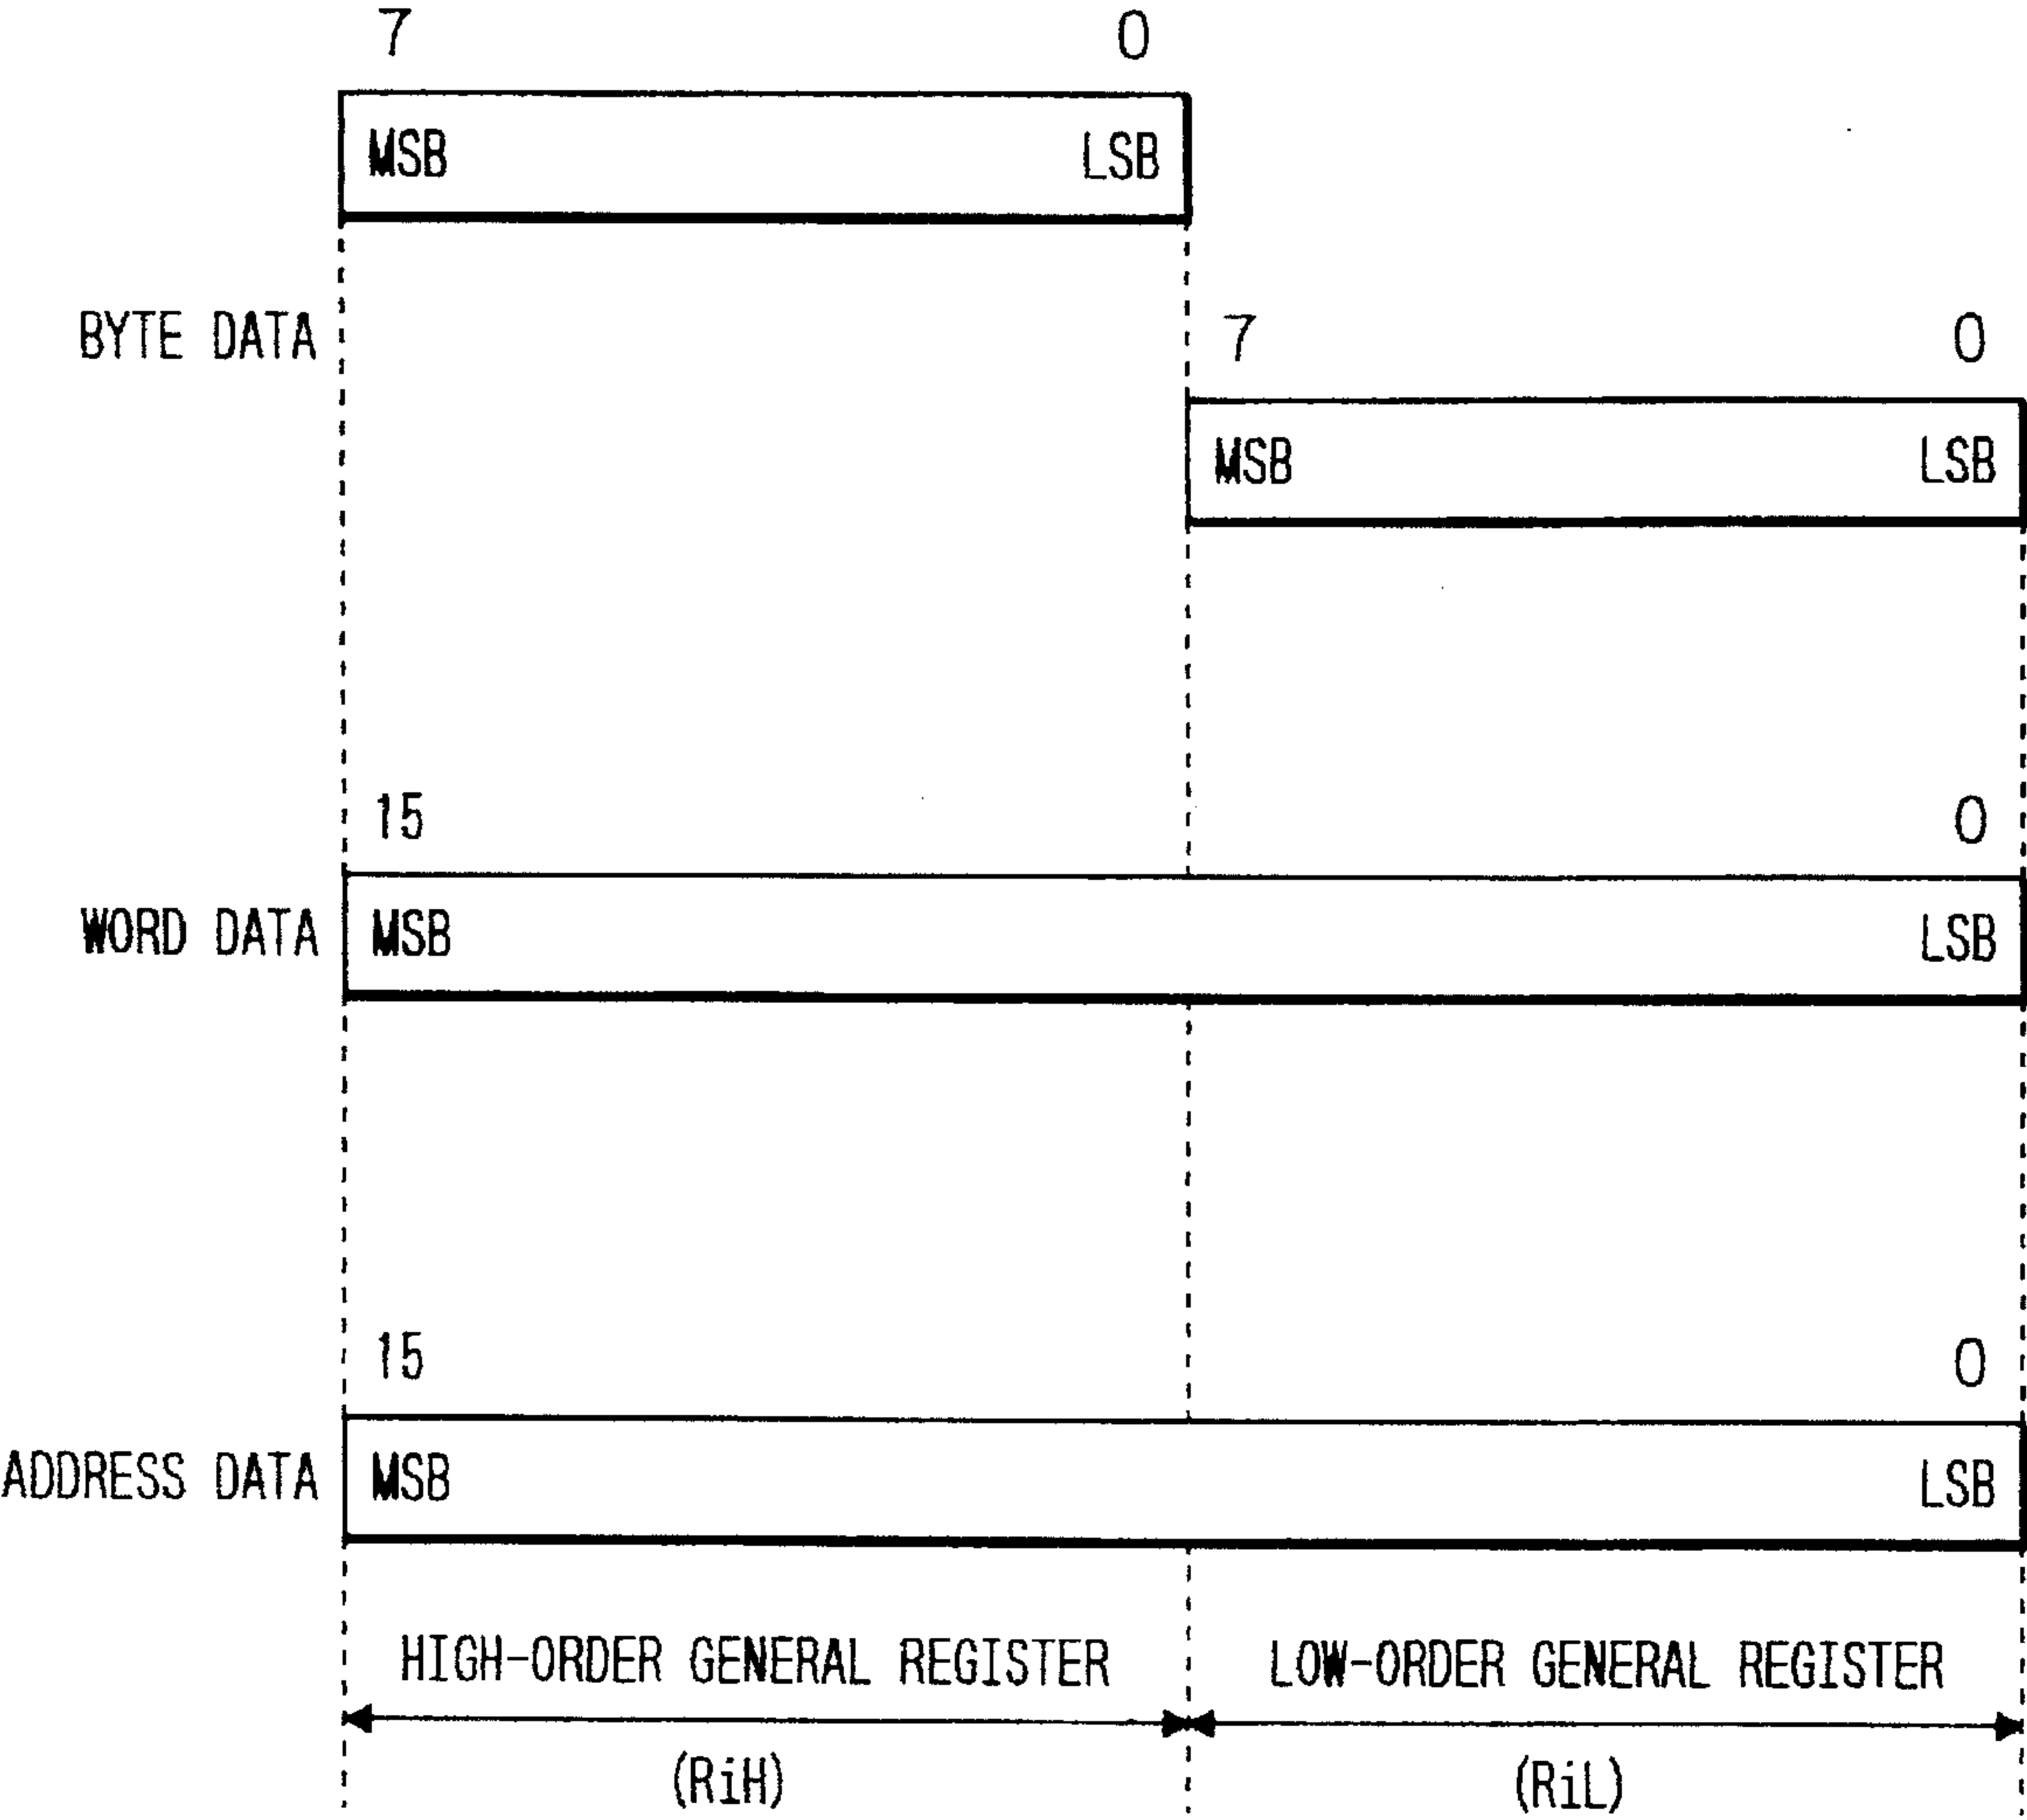 7 0
MSB LSB
BYTE DATA
7 0
MSB LSB
15 0
WORD DATA MSB LSB
15 0
ADDRESS DATA MSB LSB
HIGH-ORDER GENERAL REGISTER LOW-ORDER GENERAL REGISTER
(RiH) (RiL)